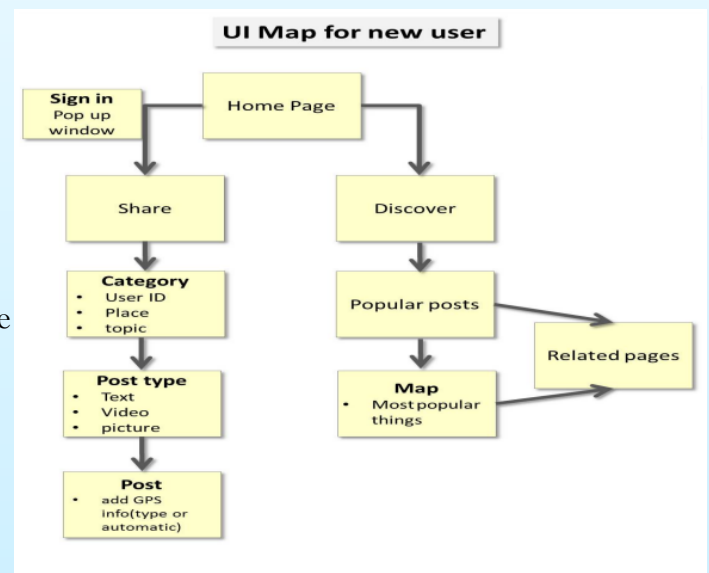 UI Map for new user
Sign in
Pop up
window
Home Page
Share
Discover
Category
• User ID
• Place
• topic
Popular posts
Related pages
Post type
• Text
• Video
• picture
Map
• Most popular
things
Post
• add GPS
info(type or
automatic)
e